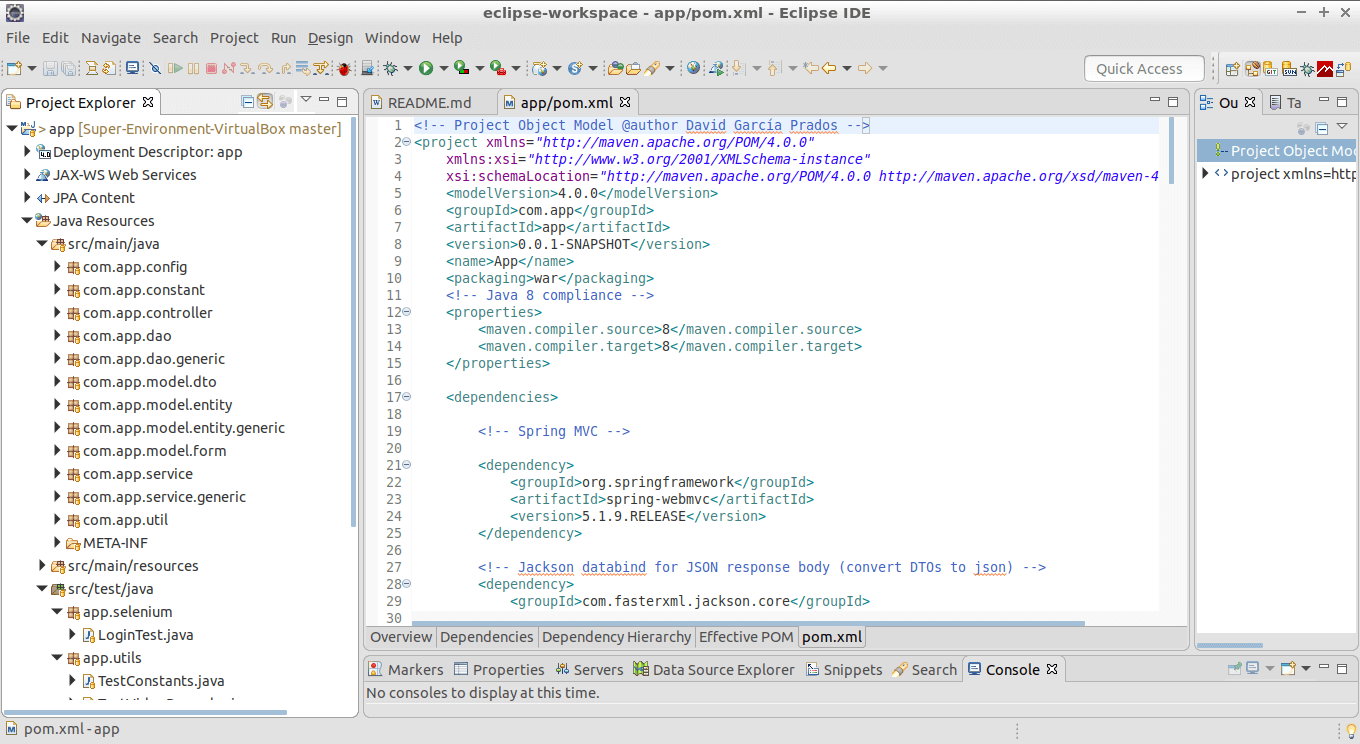 eclipse-workspace - app/pom.xml - Eclipse IDE
File Edit Navigate Search Project Run Design Window Help
Quick Access
Project Explorer
> app [Super-Environment-VirtualBox master]
Deployment Descriptor: app
JAX-WS Web Services
JPA Content
Java Resources
src/main/java
com.app.config
com.app.constant
com.app.controller
com.app.dao
com.app.dao.generic
com.app.model.dto
com.app.model.entity
com.app.model.entity.generic
com.app.model.form
com.app.service
com.app.service.generic
com.app.util
META-INF
src/main/resources
src/test/java
app.selenium
LoginTest.java
app.utils
TestConstants.java
README.md
app/pom.xml
1 <!-- Project Object Model @author David García Prados -->
2 <project xmlns="http://maven.apache.org/POM/4.0.0"
3 xmlns:xsi="http://www.w3.org/2001/XMLSchema-instance"
4 xsi:schemaLocation="http://maven.apache.org/POM/4.0.0 http://maven.apache.org/xsd/maven-4
5 <modelVersion>4.0.0</modelVersion>
6 <groupId>com.app</groupId>
7 <artifactId>app</artifactId>
8 <version>0.0.1-SNAPSHOT</version>
9 <name>App</name>
10 <packaging>war</packaging>
11 <!-- Java 8 compliance -->
12 <properties>
13 <maven.compiler.source>8</maven.compiler.source>
14 <maven.compiler.target>8</maven.compiler.target>
15 </properties>
16
17 <dependencies>
18
19 <!-- Spring MVC -->
20
21 <dependency>
22 <groupId>org.springframework</groupId>
23 <artifactId>spring-webmvc</artifactId>
24 <version>5.1.9.RELEASE</version>
25 </dependency>
26
27 <!-- Jackson databind for JSON response body (convert DTOs to json) -->
28 <dependency>
29 <groupId>com.fasterxml.jackson.core</groupId>
30
Overview Dependencies Dependency Hierarchy Effective POM pom.xml
Ou
Ta
Project Object Mod
project xmlns=http
Markers Properties Servers Data Source Explorer Snippets Search Console
No consoles to display at this time.
pom.xml - app